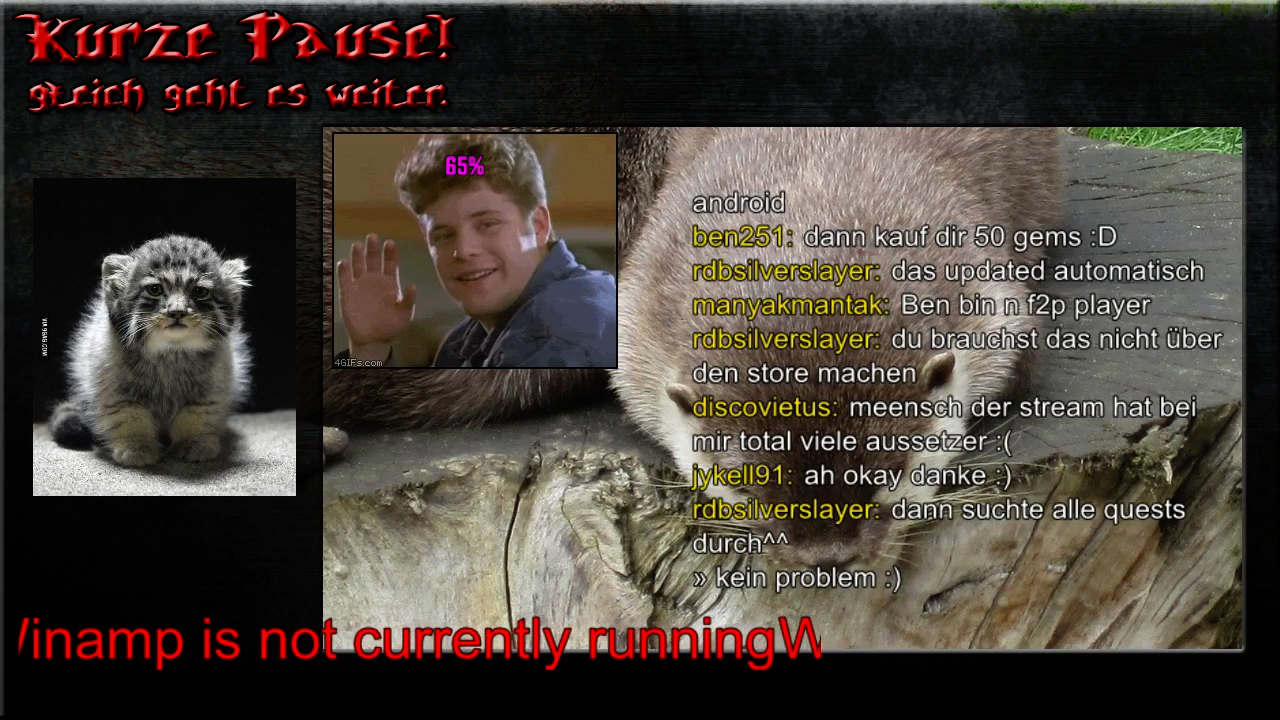 Kurze Pause!
gleich geht es weiter.
65%
VIA 9GAG.COM
4GIFs.com
android
ben251: dann kauf dir 50 gems :D
rdbsilverslayer: das updated automatisch
manyakmantak: Ben bin n f2p player
rdbsilverslayer: du brauchst das nicht über
den store machen
discovietus: meensch der stream hat bei
mir total viele aussetzer :(
jykell91: ah okay danke :)
rdbsilverslayer: dann suchte alle quests
durch^^
» kein problem :)
inamp is not currently runningW